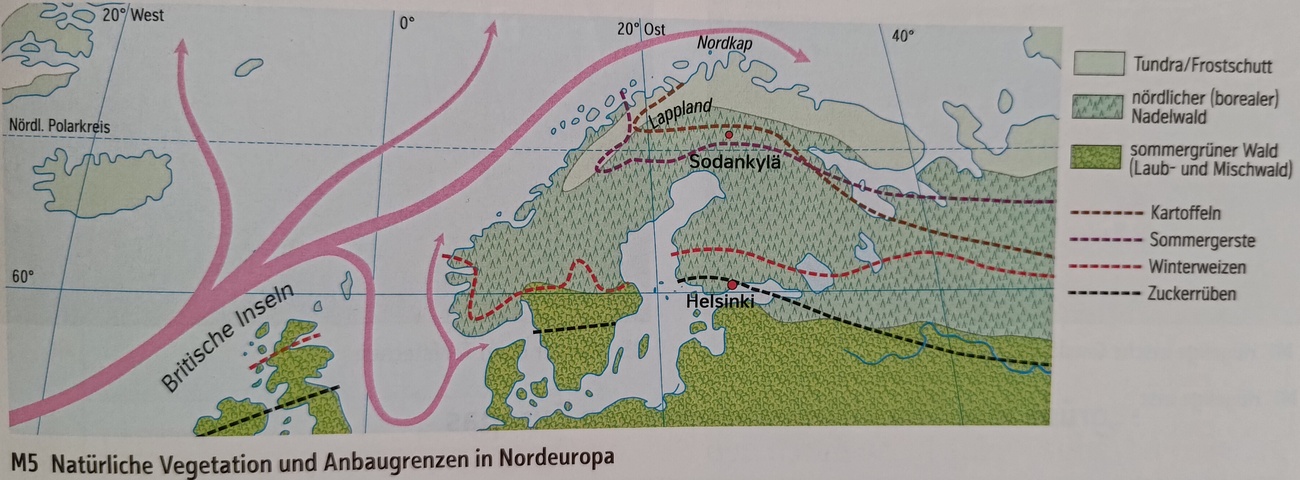 20° West
0°
20° Ost
Nordkap
40°
Nördl. Polarkreis
Lappland
Sodankylä
60°
Helsinki
Britische Inseln
Tundra/Frostschutt
nördlicher (borealer)
Nadelwald
sommergrüner Wald
(Laub- und Mischwald)
Kartoffeln
Sommergerste
Winterweizen
Zuckerrüben
M5 Natürliche Vegetation und Anbaugrenzen in Nordeuropa